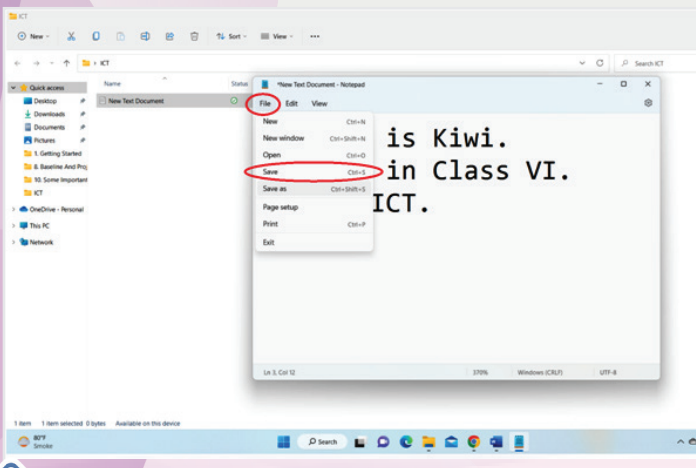 ICT
New
Sort
View
ICT
Search ICT
Quick access
Desktop
Downloads
Documents
Pictures
1. Getting Started
8. Baseline And Proj
10. Some Important
ICT
OneDrive - Personal
This PC
Network
Name
Status
New Text Document
*New Text Document - Notepad
File Edit View
New Ctrl+N
New window Ctrl+Shift+N
Open Ctrl+O
Save Ctrl+S
Save as Ctrl+Shift+S
Page setup
Print Ctrl+P
Exit
is Kiwi.
in Class VI.
ICT.
Ln 3, Col 12
370%
Windows (CRLF)
UTF-8
1 item 1 item selected 0 bytes Available on this device
80°F
Smoke
Search